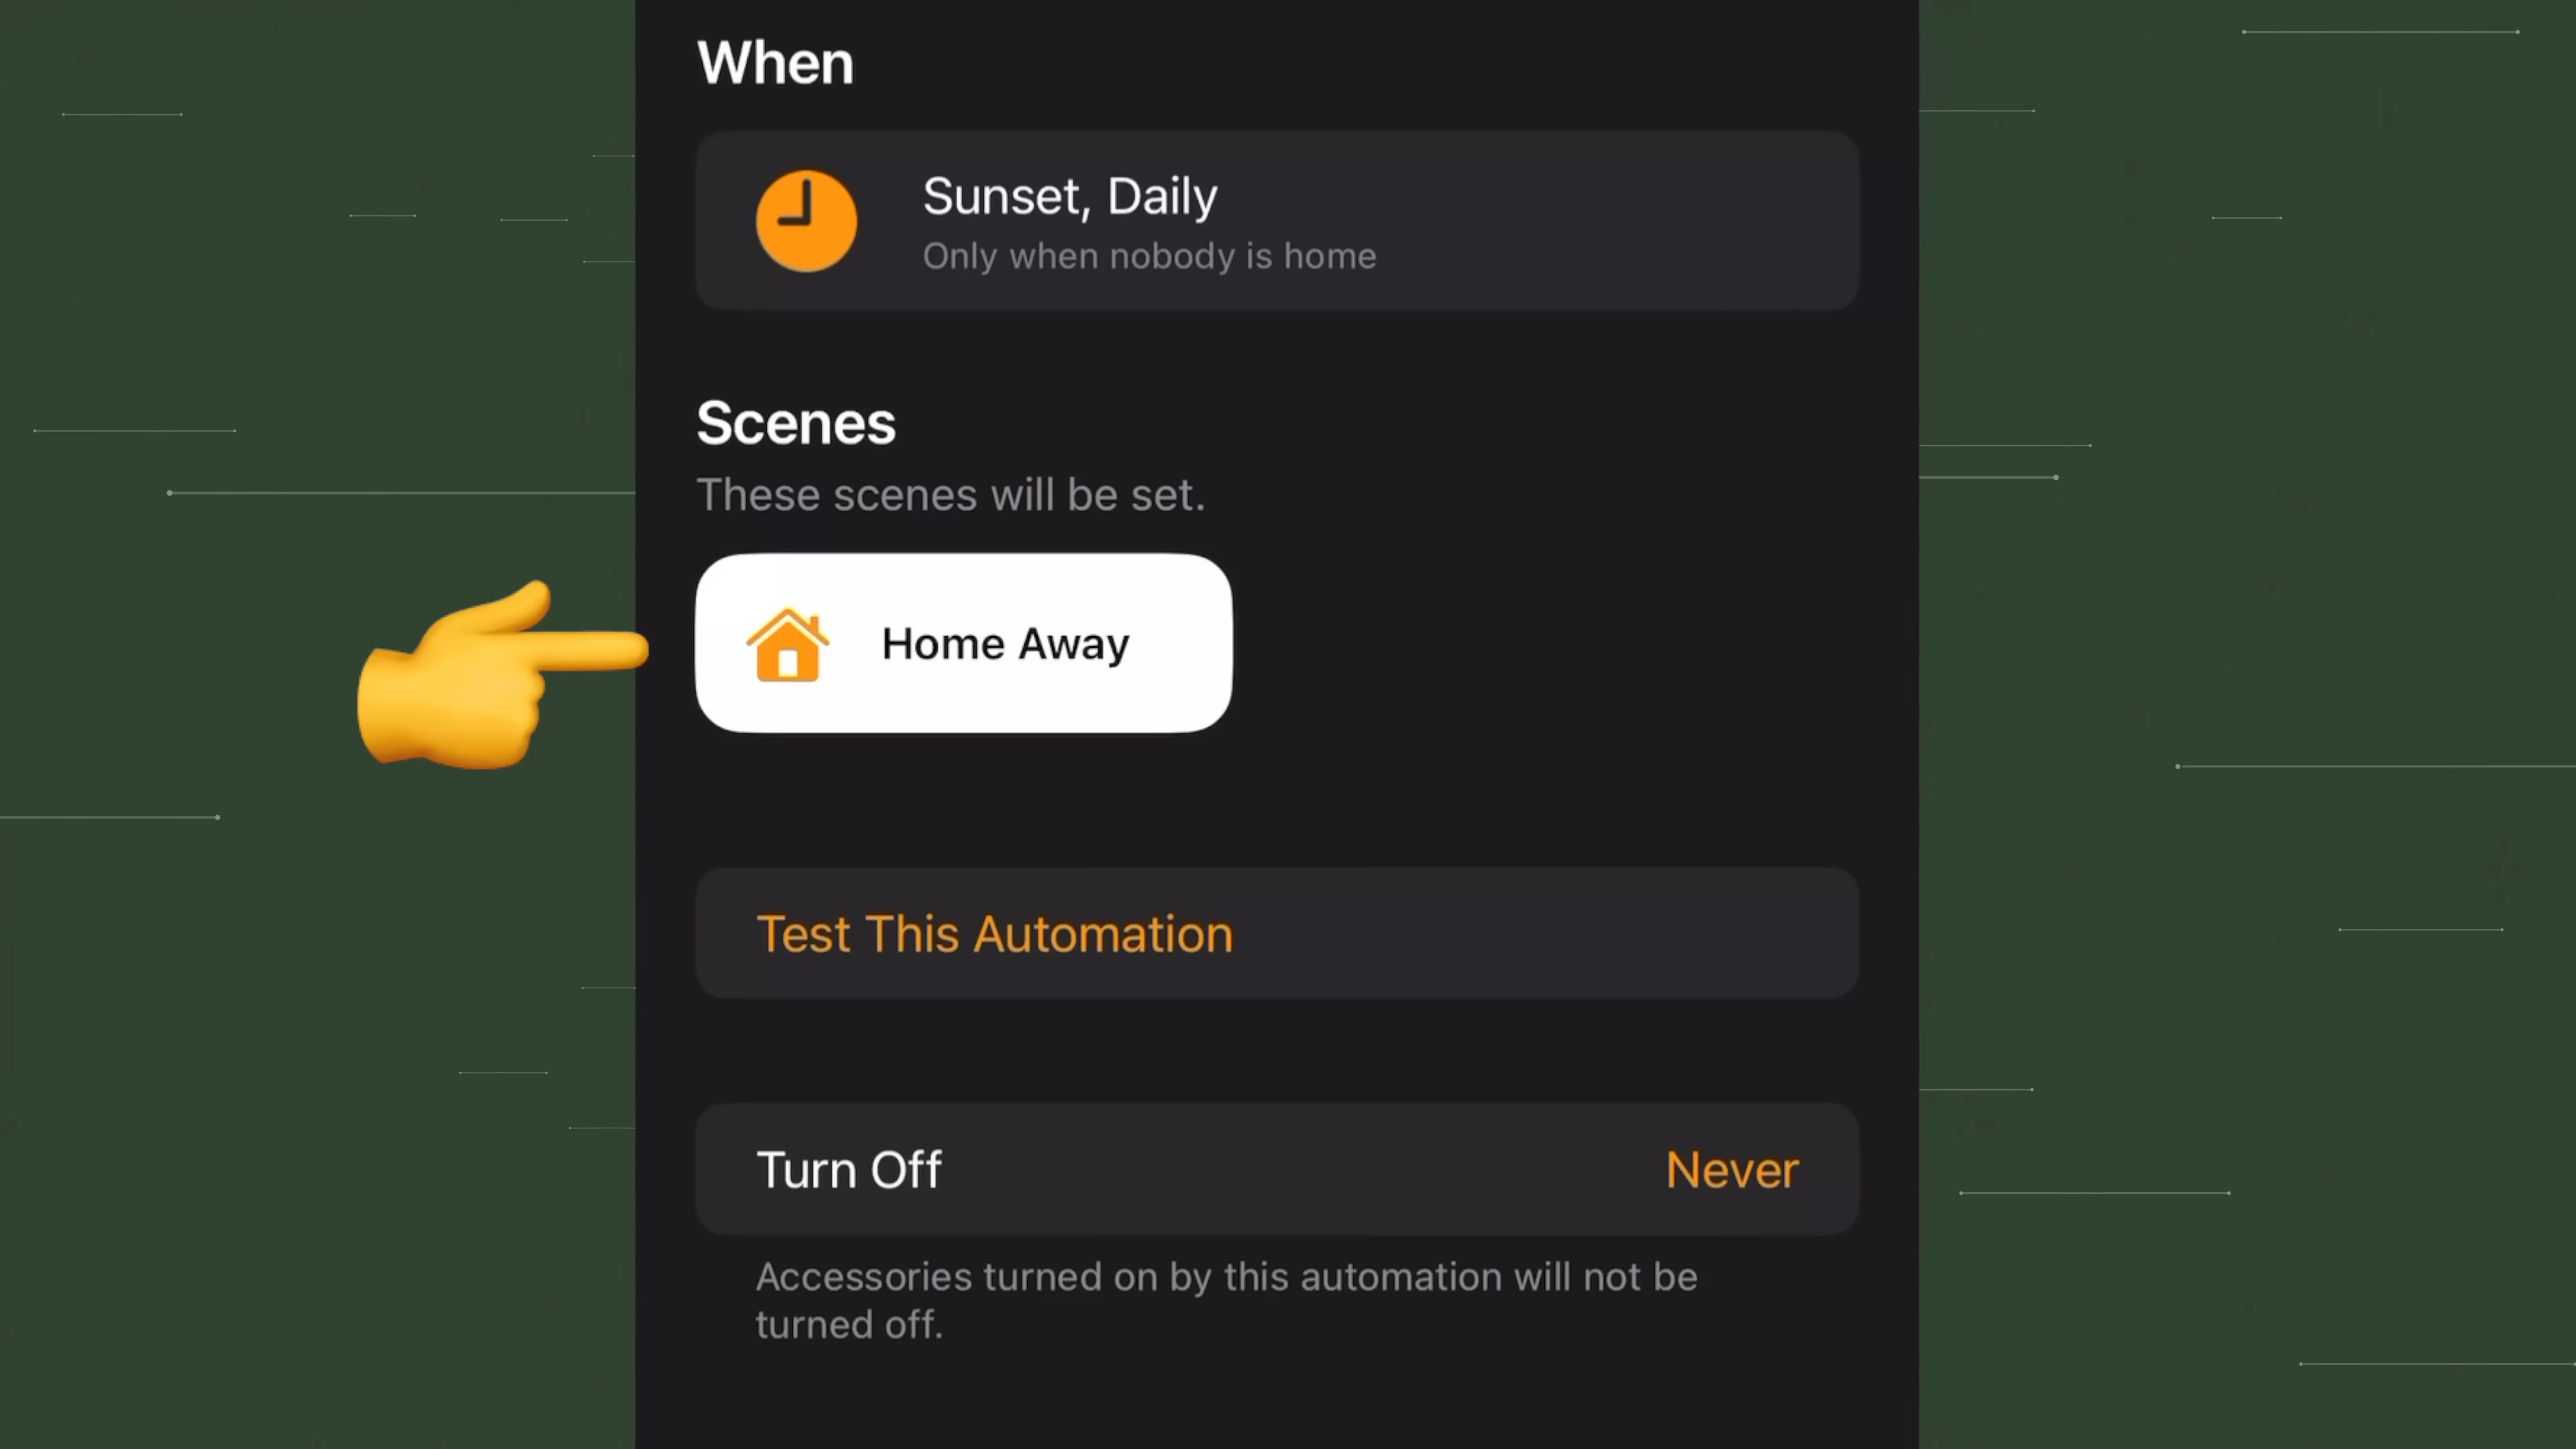 When
Sunset, Daily
Only when nobody is home
Scenes
These scenes will be set.
Home Away
Test This Automation
Turn Off Never
Accessories turned on by this automation will not be
turned off.